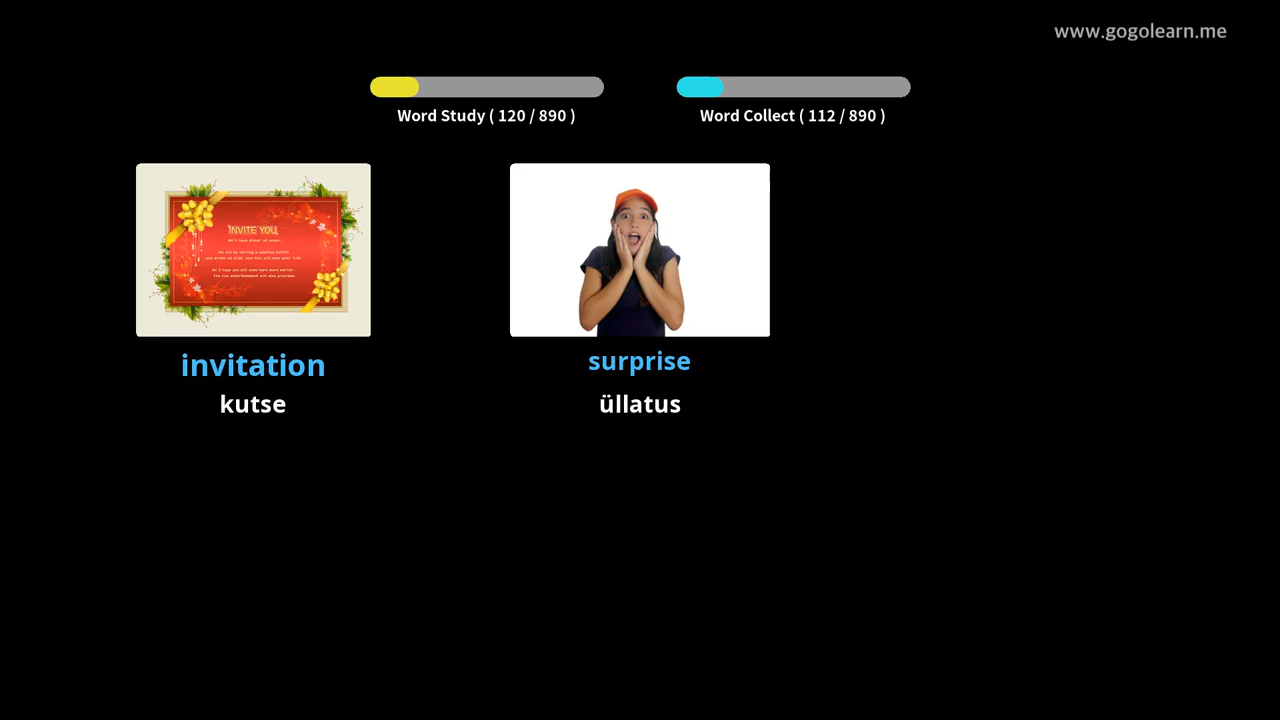 www.gogolearn.me
Word Study ( 120 / 890 )
Word Collect ( 112 / 890 )
INVITE YOU
invitation
surprise
kutse
üllatus